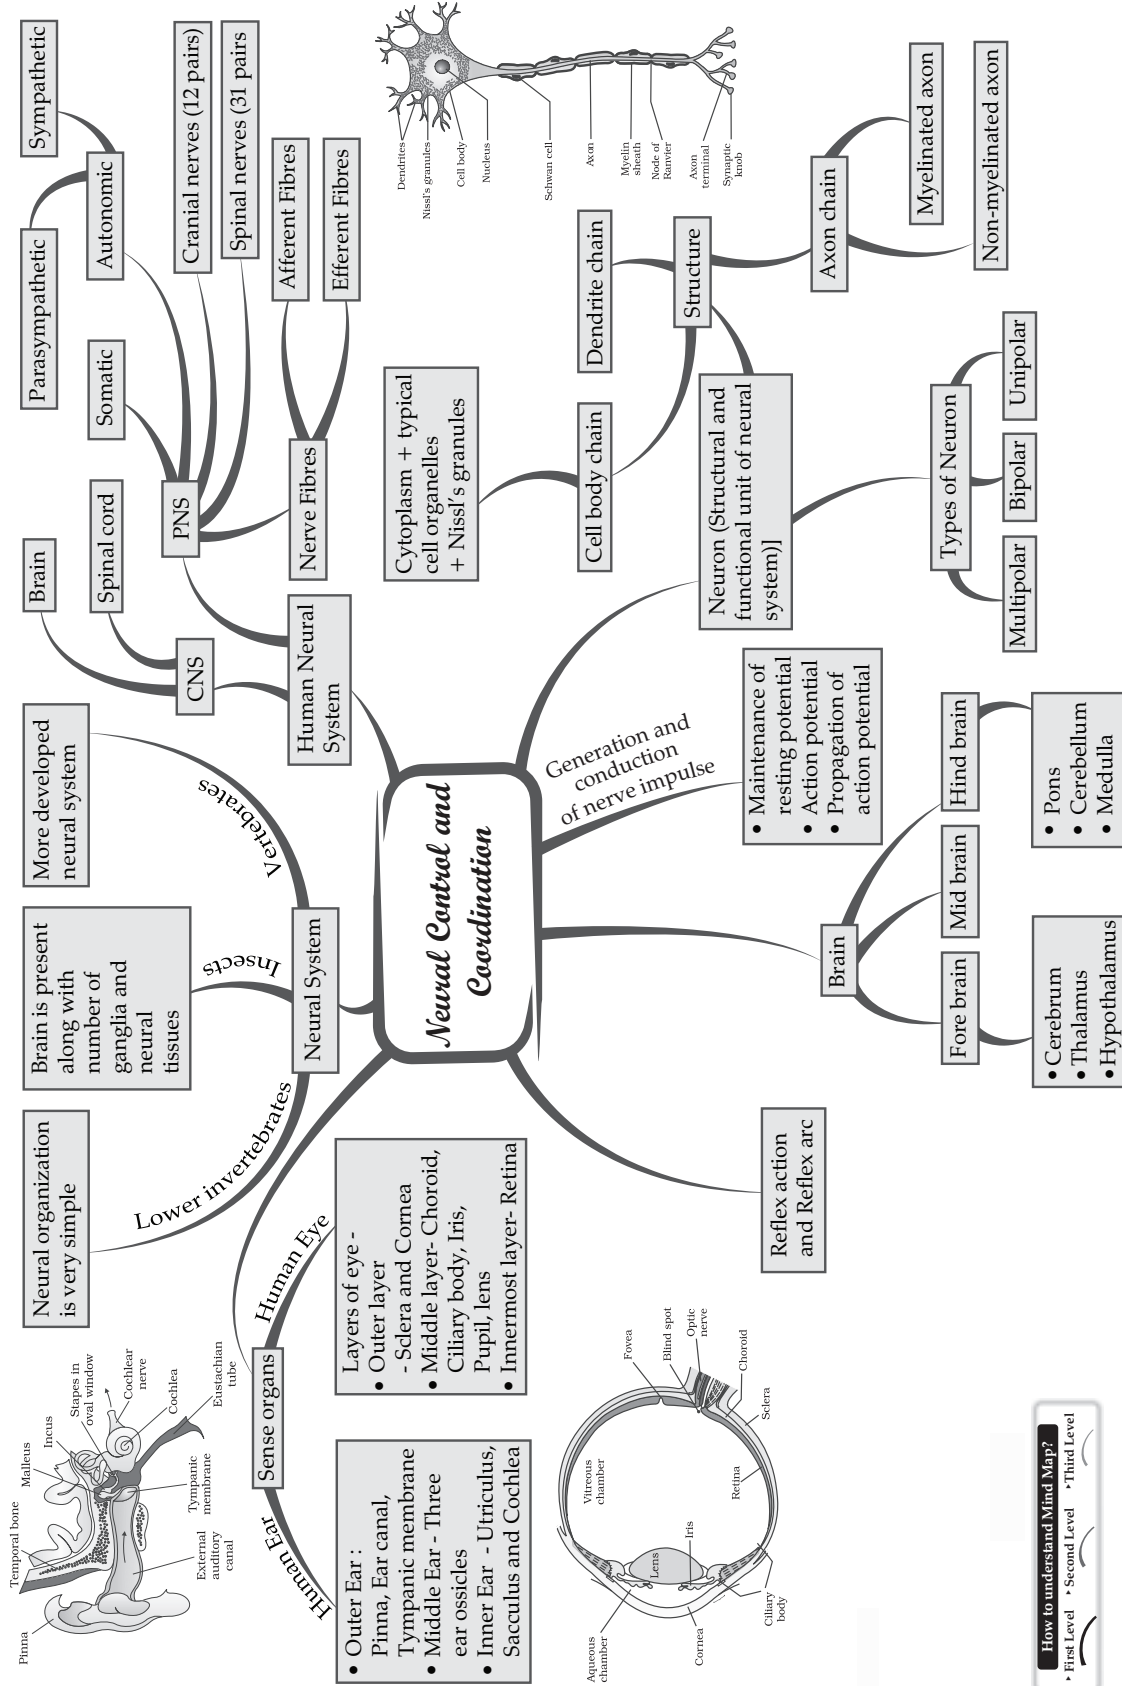 Neural Control and
Coordination
Neural System
Lower invertebrates
Neural organization
is very simple
Insects
Brain is present
along with
number of
ganglia and
neural
tissues
Vertebrates
More developed
neural system
Human Neural
System
CNS
Brain
Spinal cord
PNS
Somatic
Autonomic
Parasympathetic
Sympathetic
Cranial nerves (12 pairs)
Spinal nerves (31 pairs
Nerve Fibres
Afferent Fibres
Efferent Fibres
Neuron (Structural and
functional unit of neural
system)]
Structure
Cell body chain
Cytoplasm + typical
cell organelles
+ Nissl's granules
Dendrite chain
Axon chain
Myelinated axon
Non-myelinated axon
Types of Neuron
Multipolar
Bipolar
Unipolar
Dendrites
Nissl's granules
Cell body
Nucleus
Schwan cell
Axon
Myelin
sheath
Node of
Ranvier
Axon
terminal
Synaptic
knob
Generation and
conduction
of nerve impulse
• Maintenance of
resting potential
• Action potential
• Propagation of
action potential
Brain
Fore brain
• Cerebrum
• Thalamus
• Hypothalamus
Mid brain
Hind brain
• Pons
• Cerebellum
• Medulla
Reflex action
and Reflex arc
Sense organs
Human Eye
Layers of eye -
• Outer layer
- Sclera and Cornea
• Middle layer- Choroid,
Ciliary body, Iris,
Pupil, lens
• Innermost layer- Retina
Human Ear
• Outer Ear :
Pinna, Ear canal,
Tympanic membrane
• Middle Ear - Three
ear ossicles
• Inner Ear - Utriculus,
Sacculus and Cochlea
Pinna
Temporal bone
Malleus
Incus
Stapes in
oval window
Cochlear
nerve
Cochlea
Eustachian
tube
Tympanic
membrane
External
auditory
canal
Aqueous
chamber
Cornea
Ciliary
body
Lens
Iris
Vitreous
chamber
Retina
Sclera
Choroid
Optic
nerve
Blind spot
Fovea
How to understand Mind Map?
First Level
Second Level
Third Level